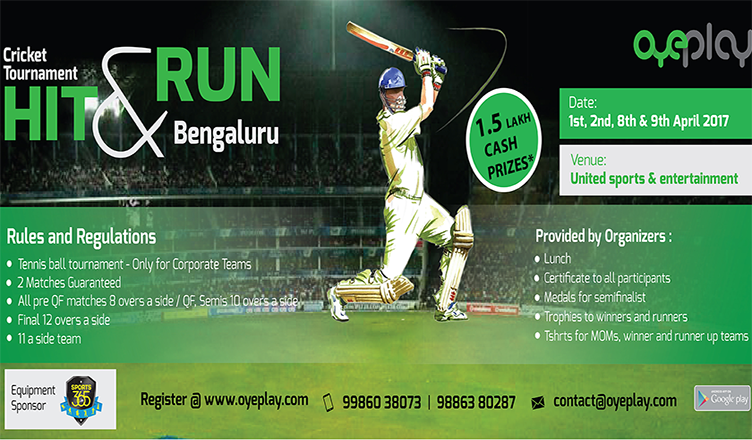 Cricket
Tournament
HIT & RUN
Bengaluru
oyeplay
1.5 LAKH
CASH
PRIZES*
Date:
1st, 2nd, 8th & 9th April 2017
Venue:
United sports & entertainment
Rules and Regulations
• Tennis ball tournament - Only for Corporate Teams
• 2 Matches Guaranteed
• All pre QF matches 8 overs a side / QF, Semis 10 overs a side
• Final 12 overs a side
• 11 a side team
Provided by Organizers :
• Lunch
• Certificate to all participants
• Medals for semifinalist
• Trophies to winners and runners
• Tshrts for MOMs, winner and runner up teams
Equipment
Sponsor
SPORTS
365
Register @ www.oyeplay.com
99860 38073 | 98863 80287
contact@oyeplay.com
Google play